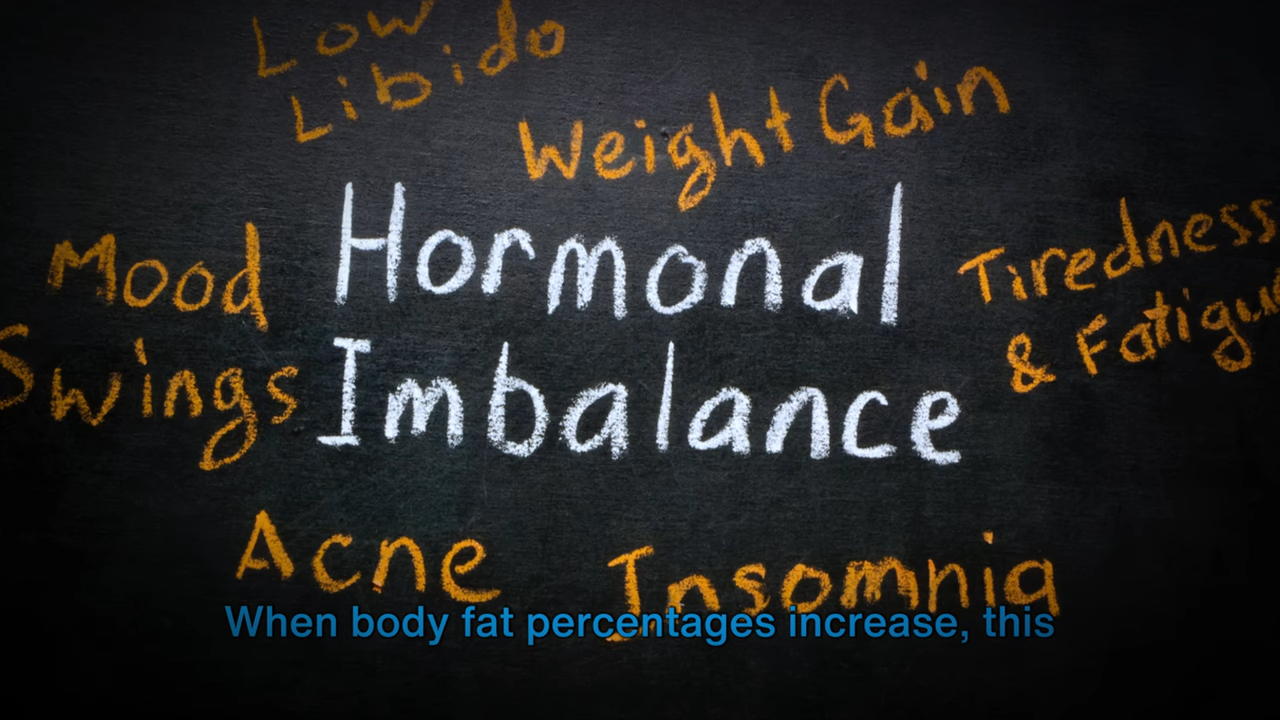 Low
Libido
Weight Gain
Hormonal
Imbalance
Mood
Swings
Tiredness
& Fatigu
Acne
Insomnia
When body fat percentages increase, this